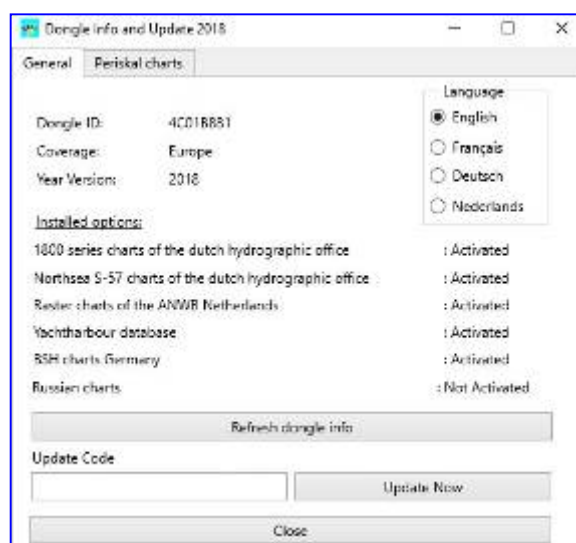 Dongle Info and Update 2018
General Periskal charts
Language
Dongle ID: 4C01B8B1 English
Coverage: Europe Français
Year Version: 2018 Deutsch
Nederlands
Installed options:
1800 series charts of the dutch hydrographic office : Activated
Northsea S-57 charts of the dutch hydrographic office : Activated
Raster charts of the ANWB Netherlands : Activated
Yachtharbour database : Activated
BSH charts Germany : Activated
Russian charts : Not Activated
Refresh dongle info
Update Code
Update Now
Close